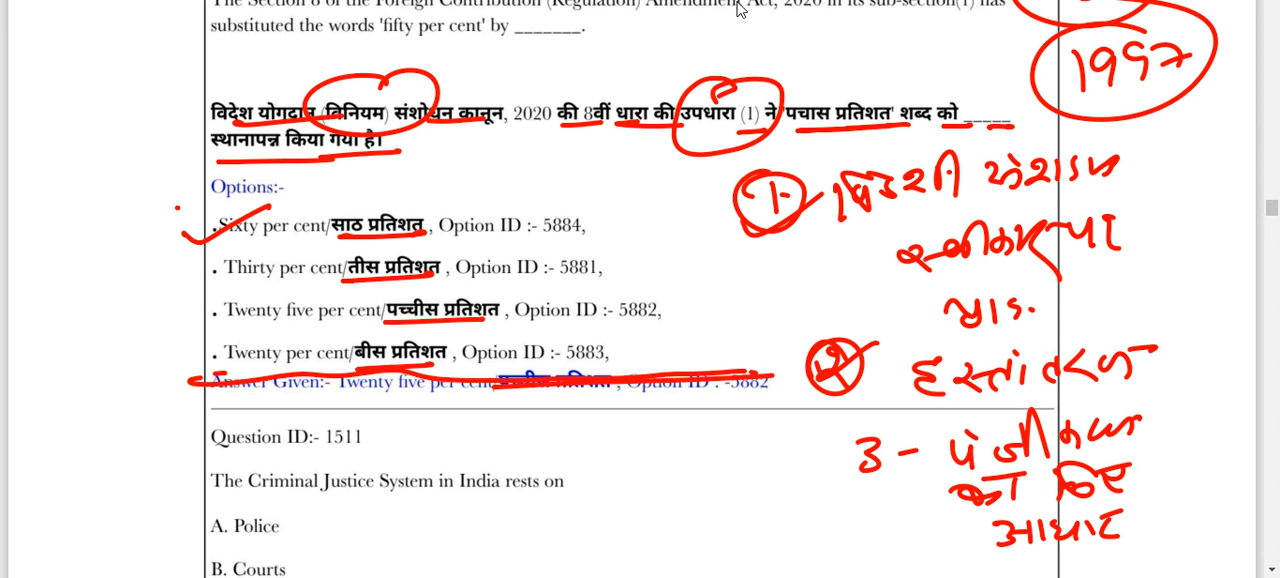 The Section 8 of the Foreign Contribution (Regulation) Amendment Act, 2020 in its sub-section(1) has
substituted the words 'fifty per cent' by _______.
1997
विदेश योगदान (विनियम) संशोधन कानून, 2020 की 8वीं धारा की उपधारा (1) ने 'पचास प्रतिशत' शब्द को _____
स्थानापन्न किया गया है।
Options:-
.Sixty per cent/साठ प्रतिशत , Option ID :- 5884,
. Thirty per cent/तीस प्रतिशत , Option ID :- 5881,
. Twenty five per cent/पच्चीस प्रतिशत , Option ID :- 5882,
. Twenty per cent/बीस प्रतिशत , Option ID :- 5883,
Answer Given:- Twenty five per cent/पच्चीस प्रतिशत , Option ID :-5882
1.
2
हस्तांतरण
3 -
आधार
Question ID:- 1511
The Criminal Justice System in India rests on
A. Police
B. Courts